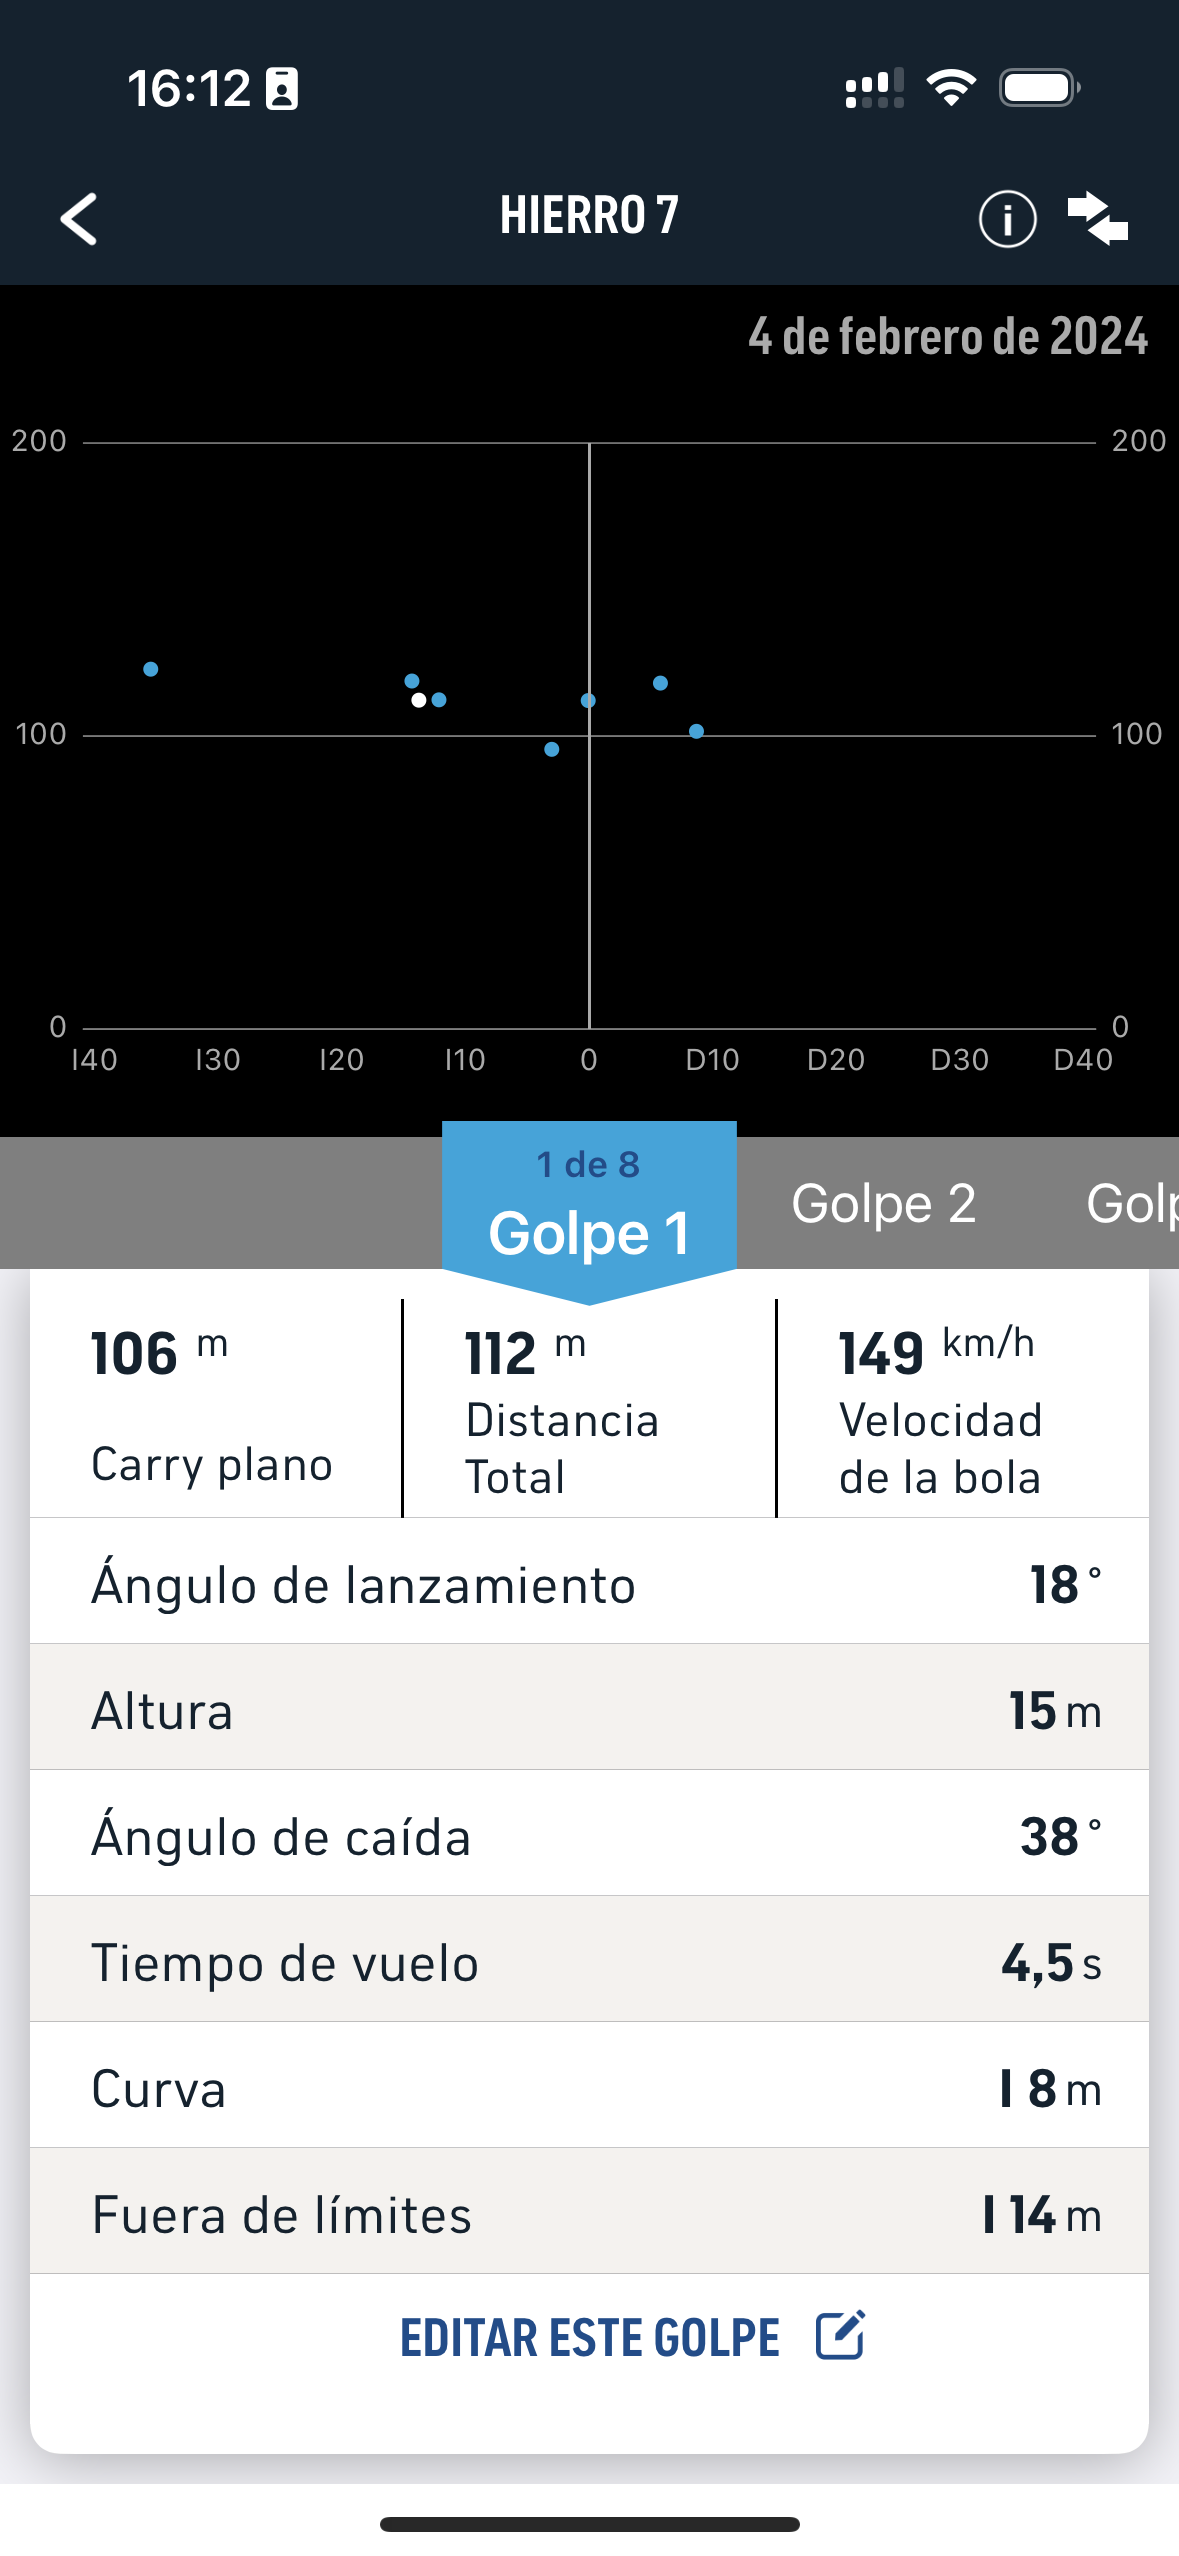 16:12
HIERRO 7
4 de febrero de 2024
200 200
100 100
0 0
I40 I30 I20 I10 0 D10 D20 D30 D40
1 de 8
Golpe 1 Golpe 2 Golp
106 m
Carry plano
112 m
Distancia
Total
149 km/h
Velocidad
de la bola
Ángulo de lanzamiento 18°
Altura 15 m
Ángulo de caída 38°
Tiempo de vuelo 4,5 s
Curva I 8 m
Fuera de límites I 14 m
EDITAR ESTE GOLPE